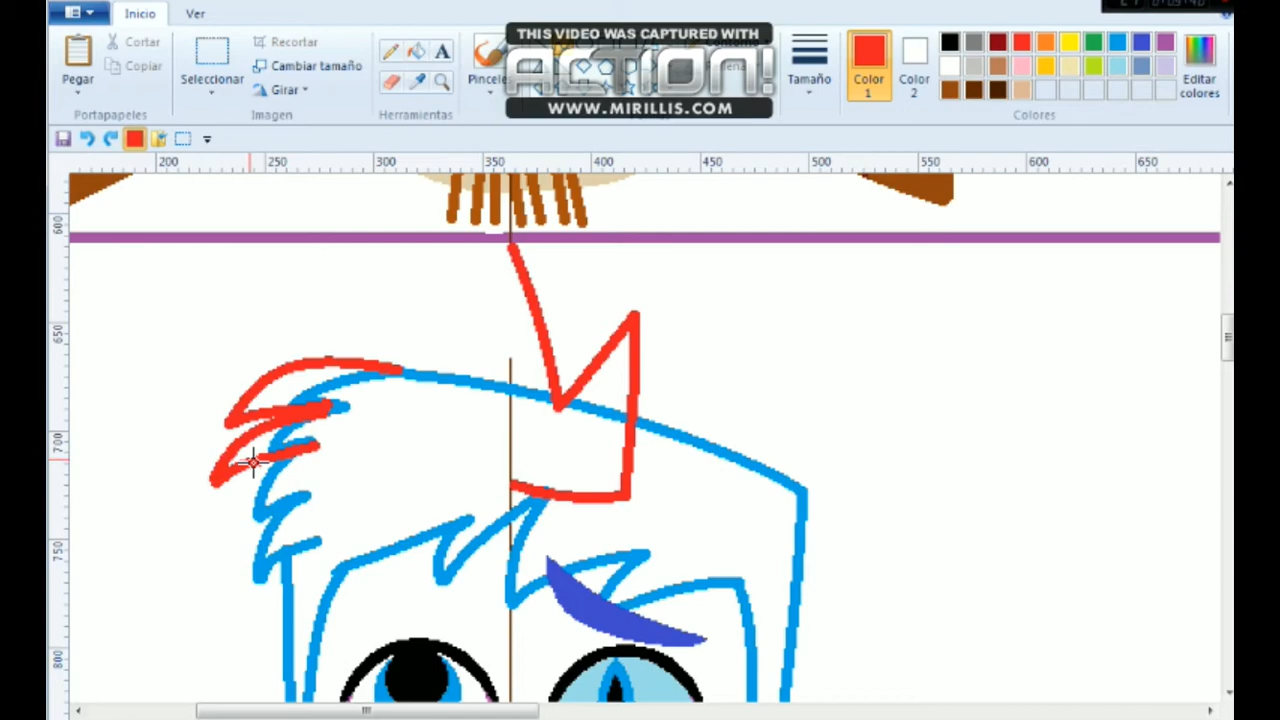 Inicio Ver
THIS VIDEO WAS CAPTURED WITH
ACTION!
WWW.MIRILLIS.COM
Pegar
Cortar
Copiar
Portapapeles
Seleccionar
Recortar
Cambiar tamaño
Girar
Imagen
A
Herramientas
Pincele
Tamaño
Color
1
Color
2
Editar
colores
Colores
200 250 300 350 400 450 500 550 600 650
600
650
700
750
800